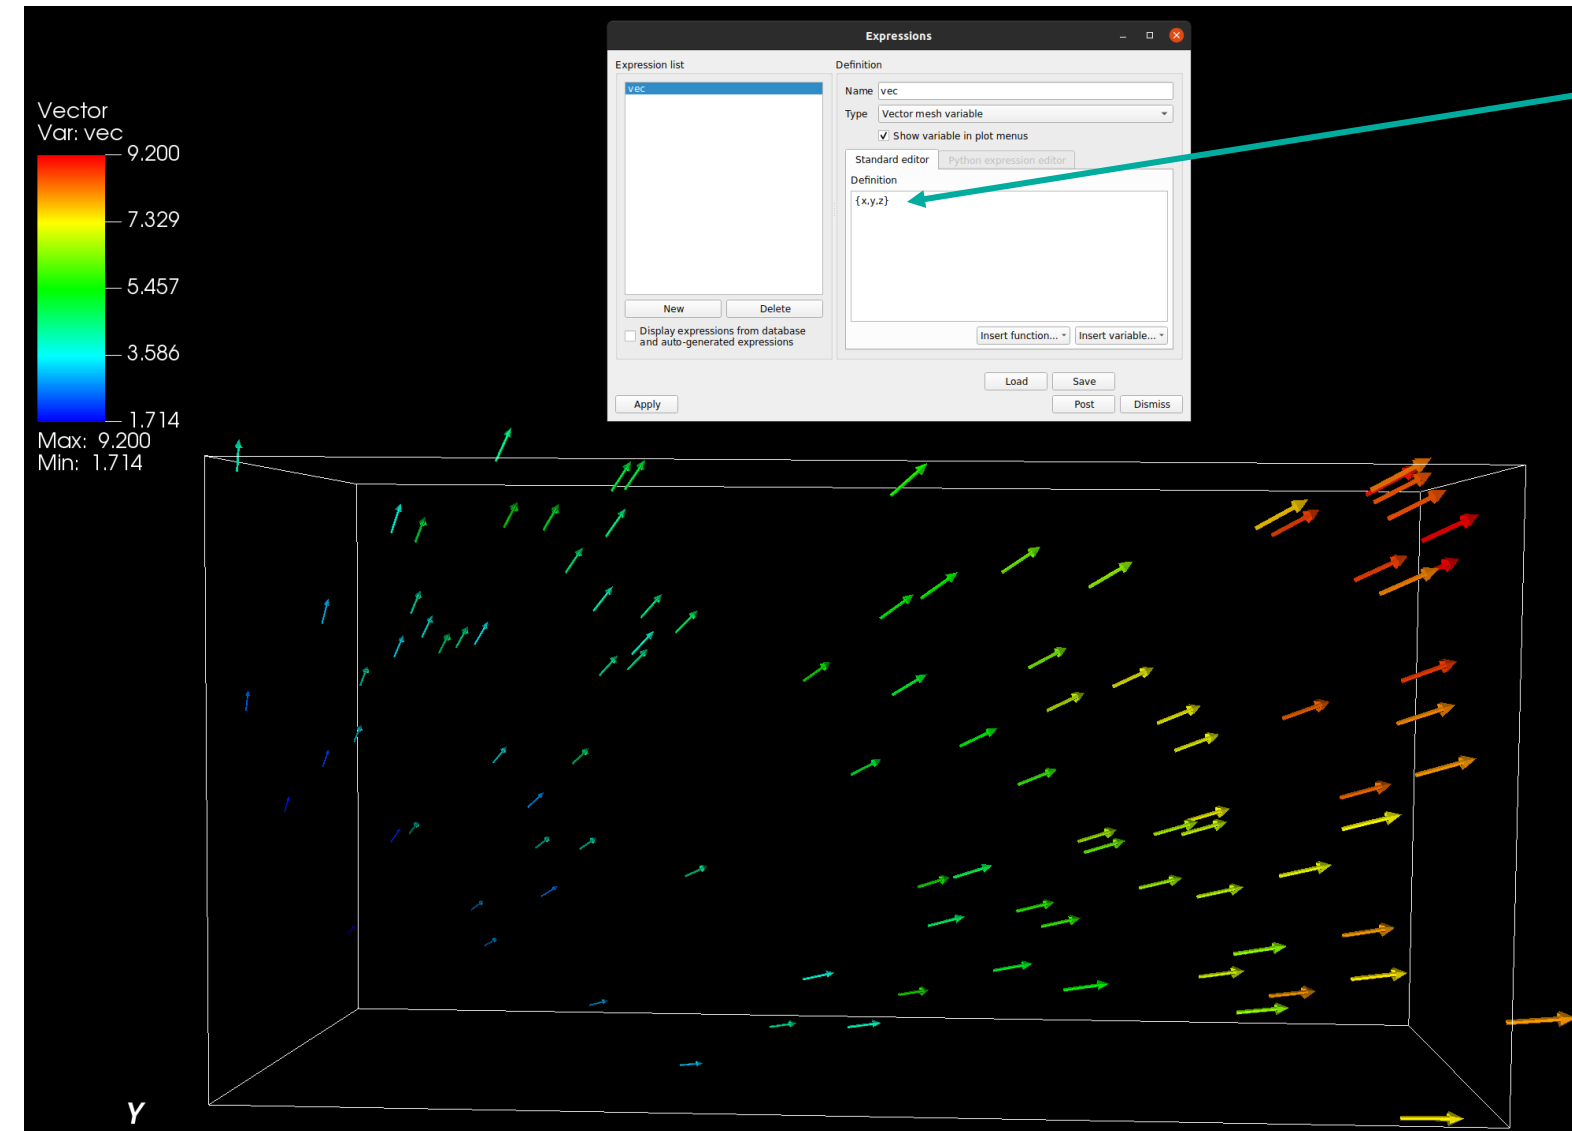 Expressions
Expression list
vec
New
Delete
Display expressions from database
and auto-generated expressions
Apply
Definition
Name vec
Type Vector mesh variable
Show variable in plot menus
Standard editor
Python expression editor
Definition
{x,y,z}
Insert function...
Insert variable...
Load
Save
Post
Dismiss
Vector
Var: vec
9.200
7.329
5.457
3.586
1.714
Max: 9.200
Min: 1.714
Y